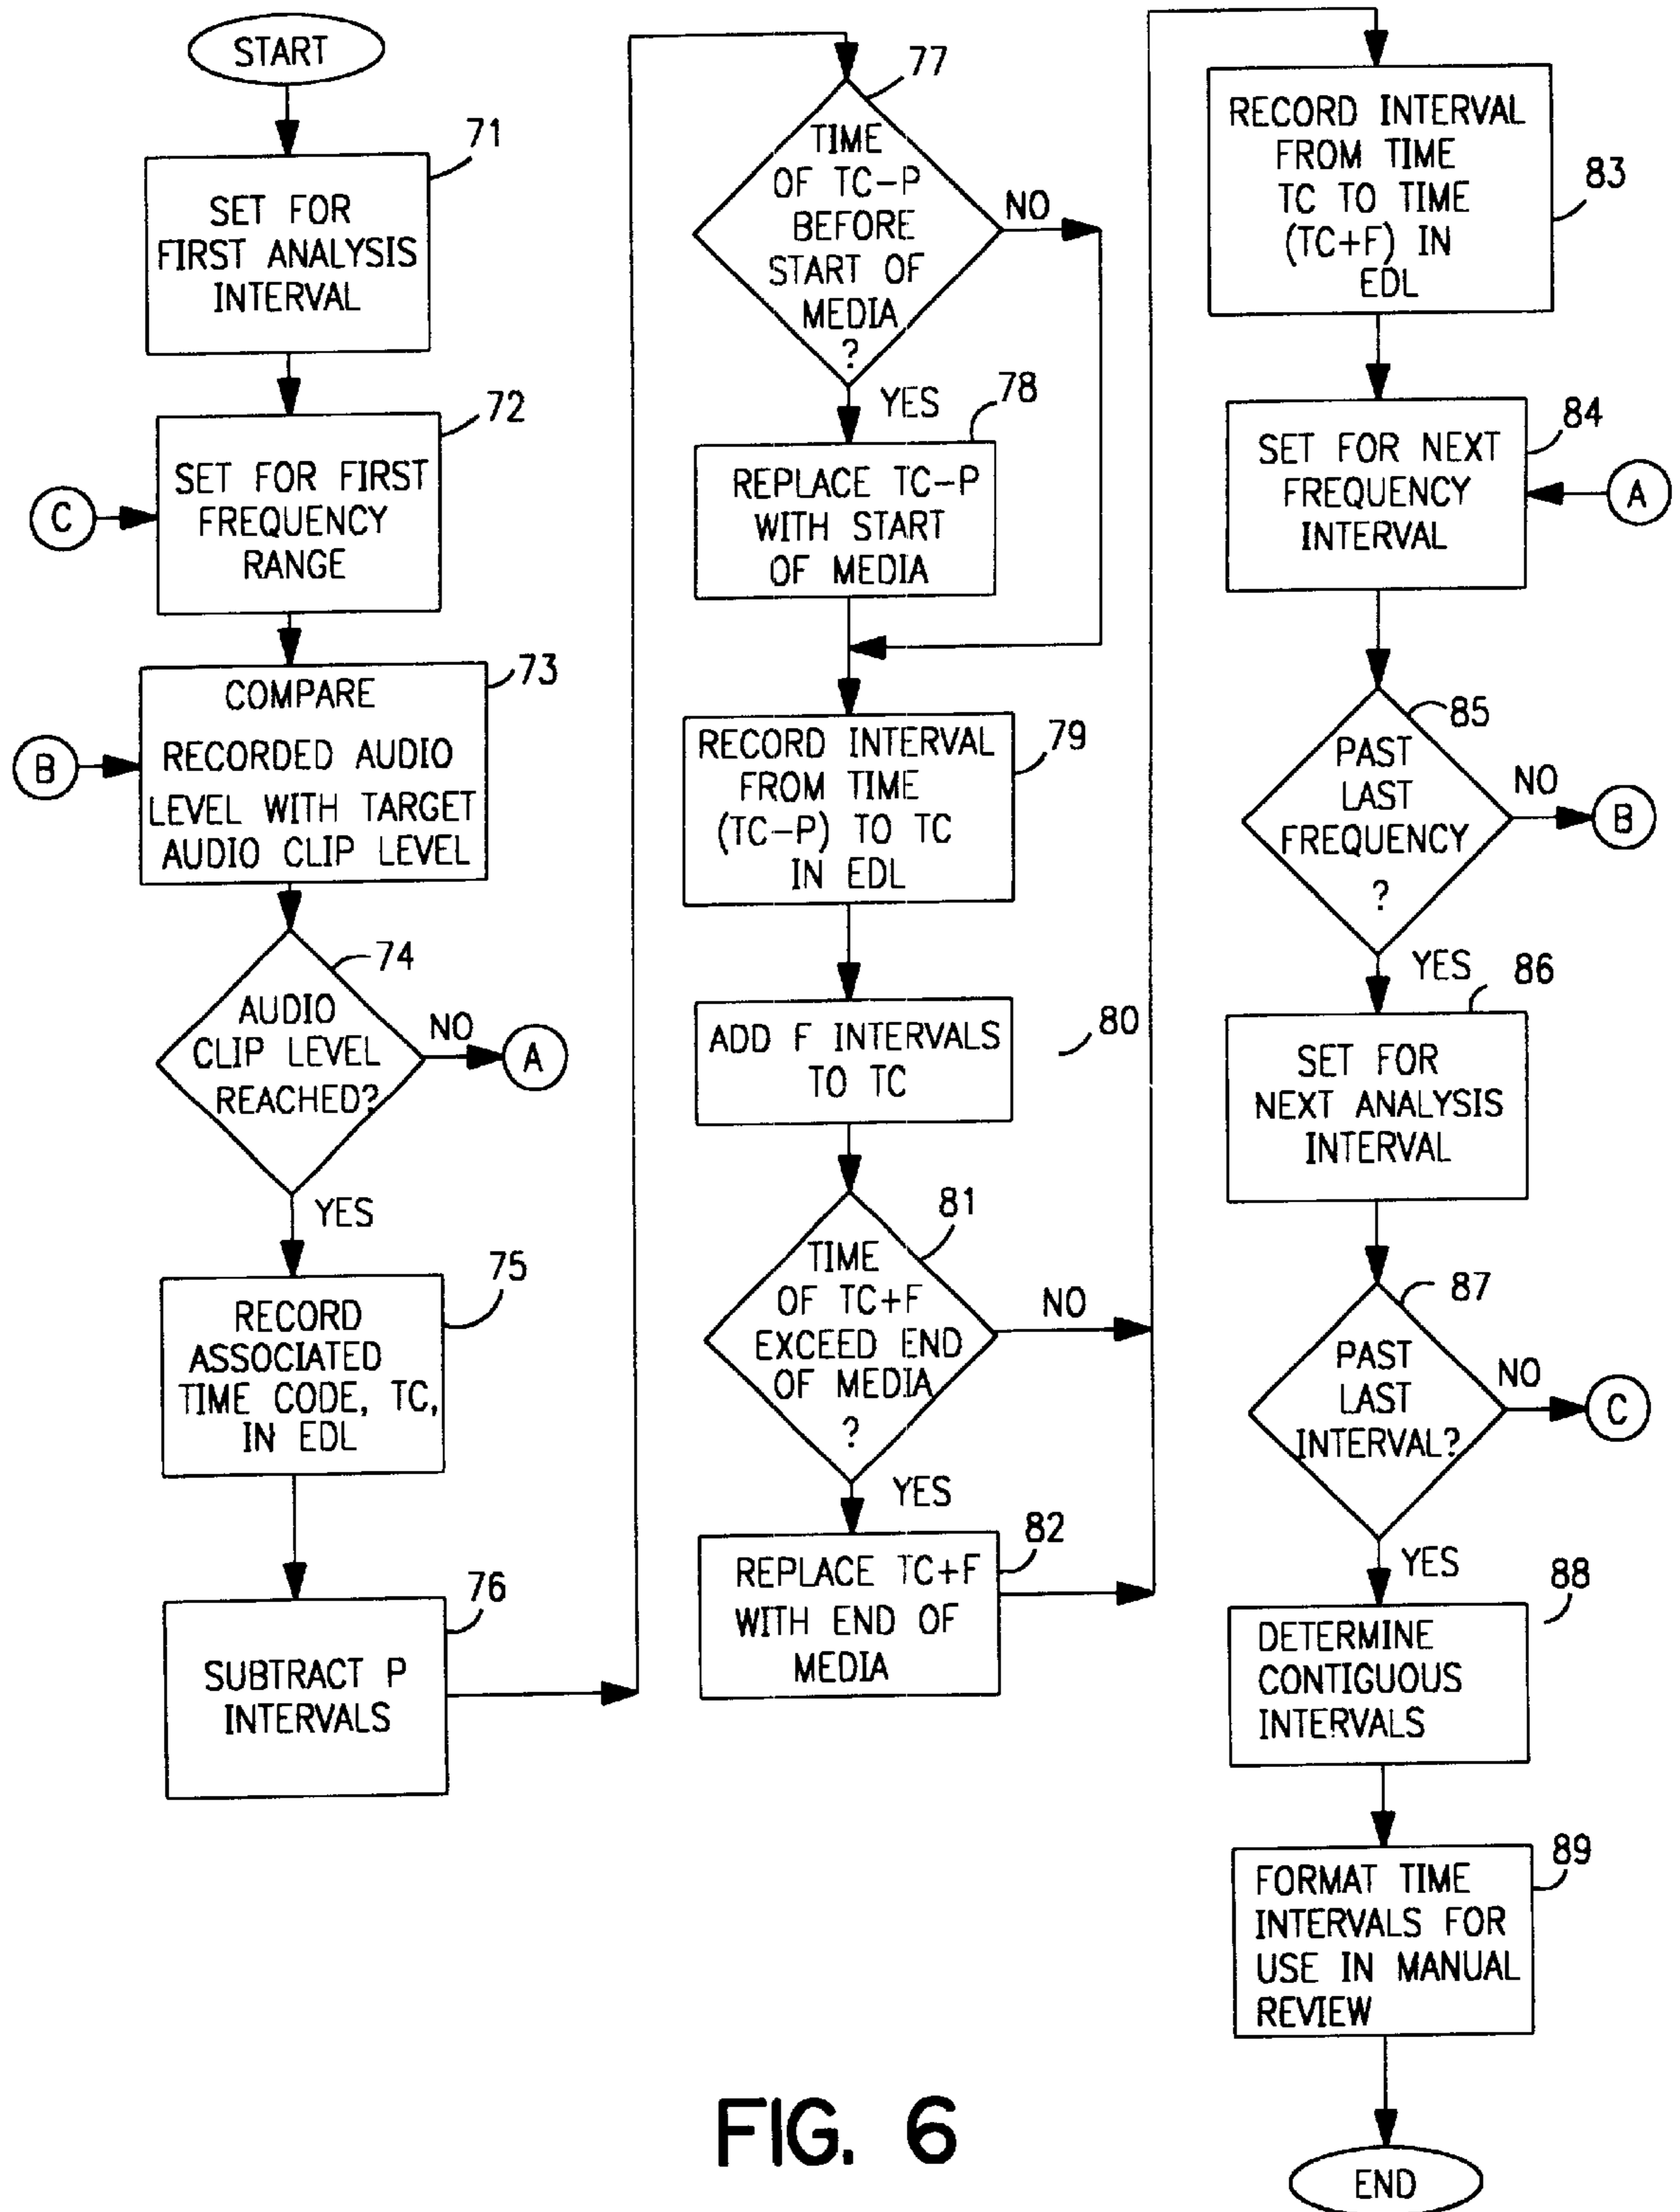 START
71
SET FOR
FIRST ANALYSIS
INTERVAL
72
SET FOR FIRST
FREQUENCY
RANGE
C
73
COMPARE
RECORDED AUDIO
LEVEL WITH TARGET
AUDIO CLIP LEVEL
B
74
AUDIO
CLIP LEVEL
REACHED?
NO
A
YES
75
RECORD
ASSOCIATED
TIME CODE, TC,
IN EDL
76
SUBTRACT P
INTERVALS
77
TIME
OF TC-P
BEFORE
START OF
MEDIA
?
NO
YES
78
REPLACE TC-P
WITH START
OF MEDIA
79
RECORD INTERVAL
FROM TIME
(TC-P) TO TC
IN EDL
80
ADD F INTERVALS
TO TC
81
TIME
OF TC+F
EXCEED END
OF MEDIA
?
NO
YES
82
REPLACE TC+F
WITH END OF
MEDIA
83
RECORD INTERVAL
FROM TIME
TC TO TIME
(TC+F) IN
EDL
84
SET FOR NEXT
FREQUENCY
INTERVAL
A
85
PAST
LAST
FREQUENCY
?
NO
B
YES
86
SET FOR
NEXT ANALYSIS
INTERVAL
87
PAST
LAST
INTERVAL?
NO
C
YES
88
DETERMINE
CONTIGUOUS
INTERVALS
89
FORMAT TIME
INTERVALS FOR
USE IN MANUAL
REVIEW
END
FIG. 6